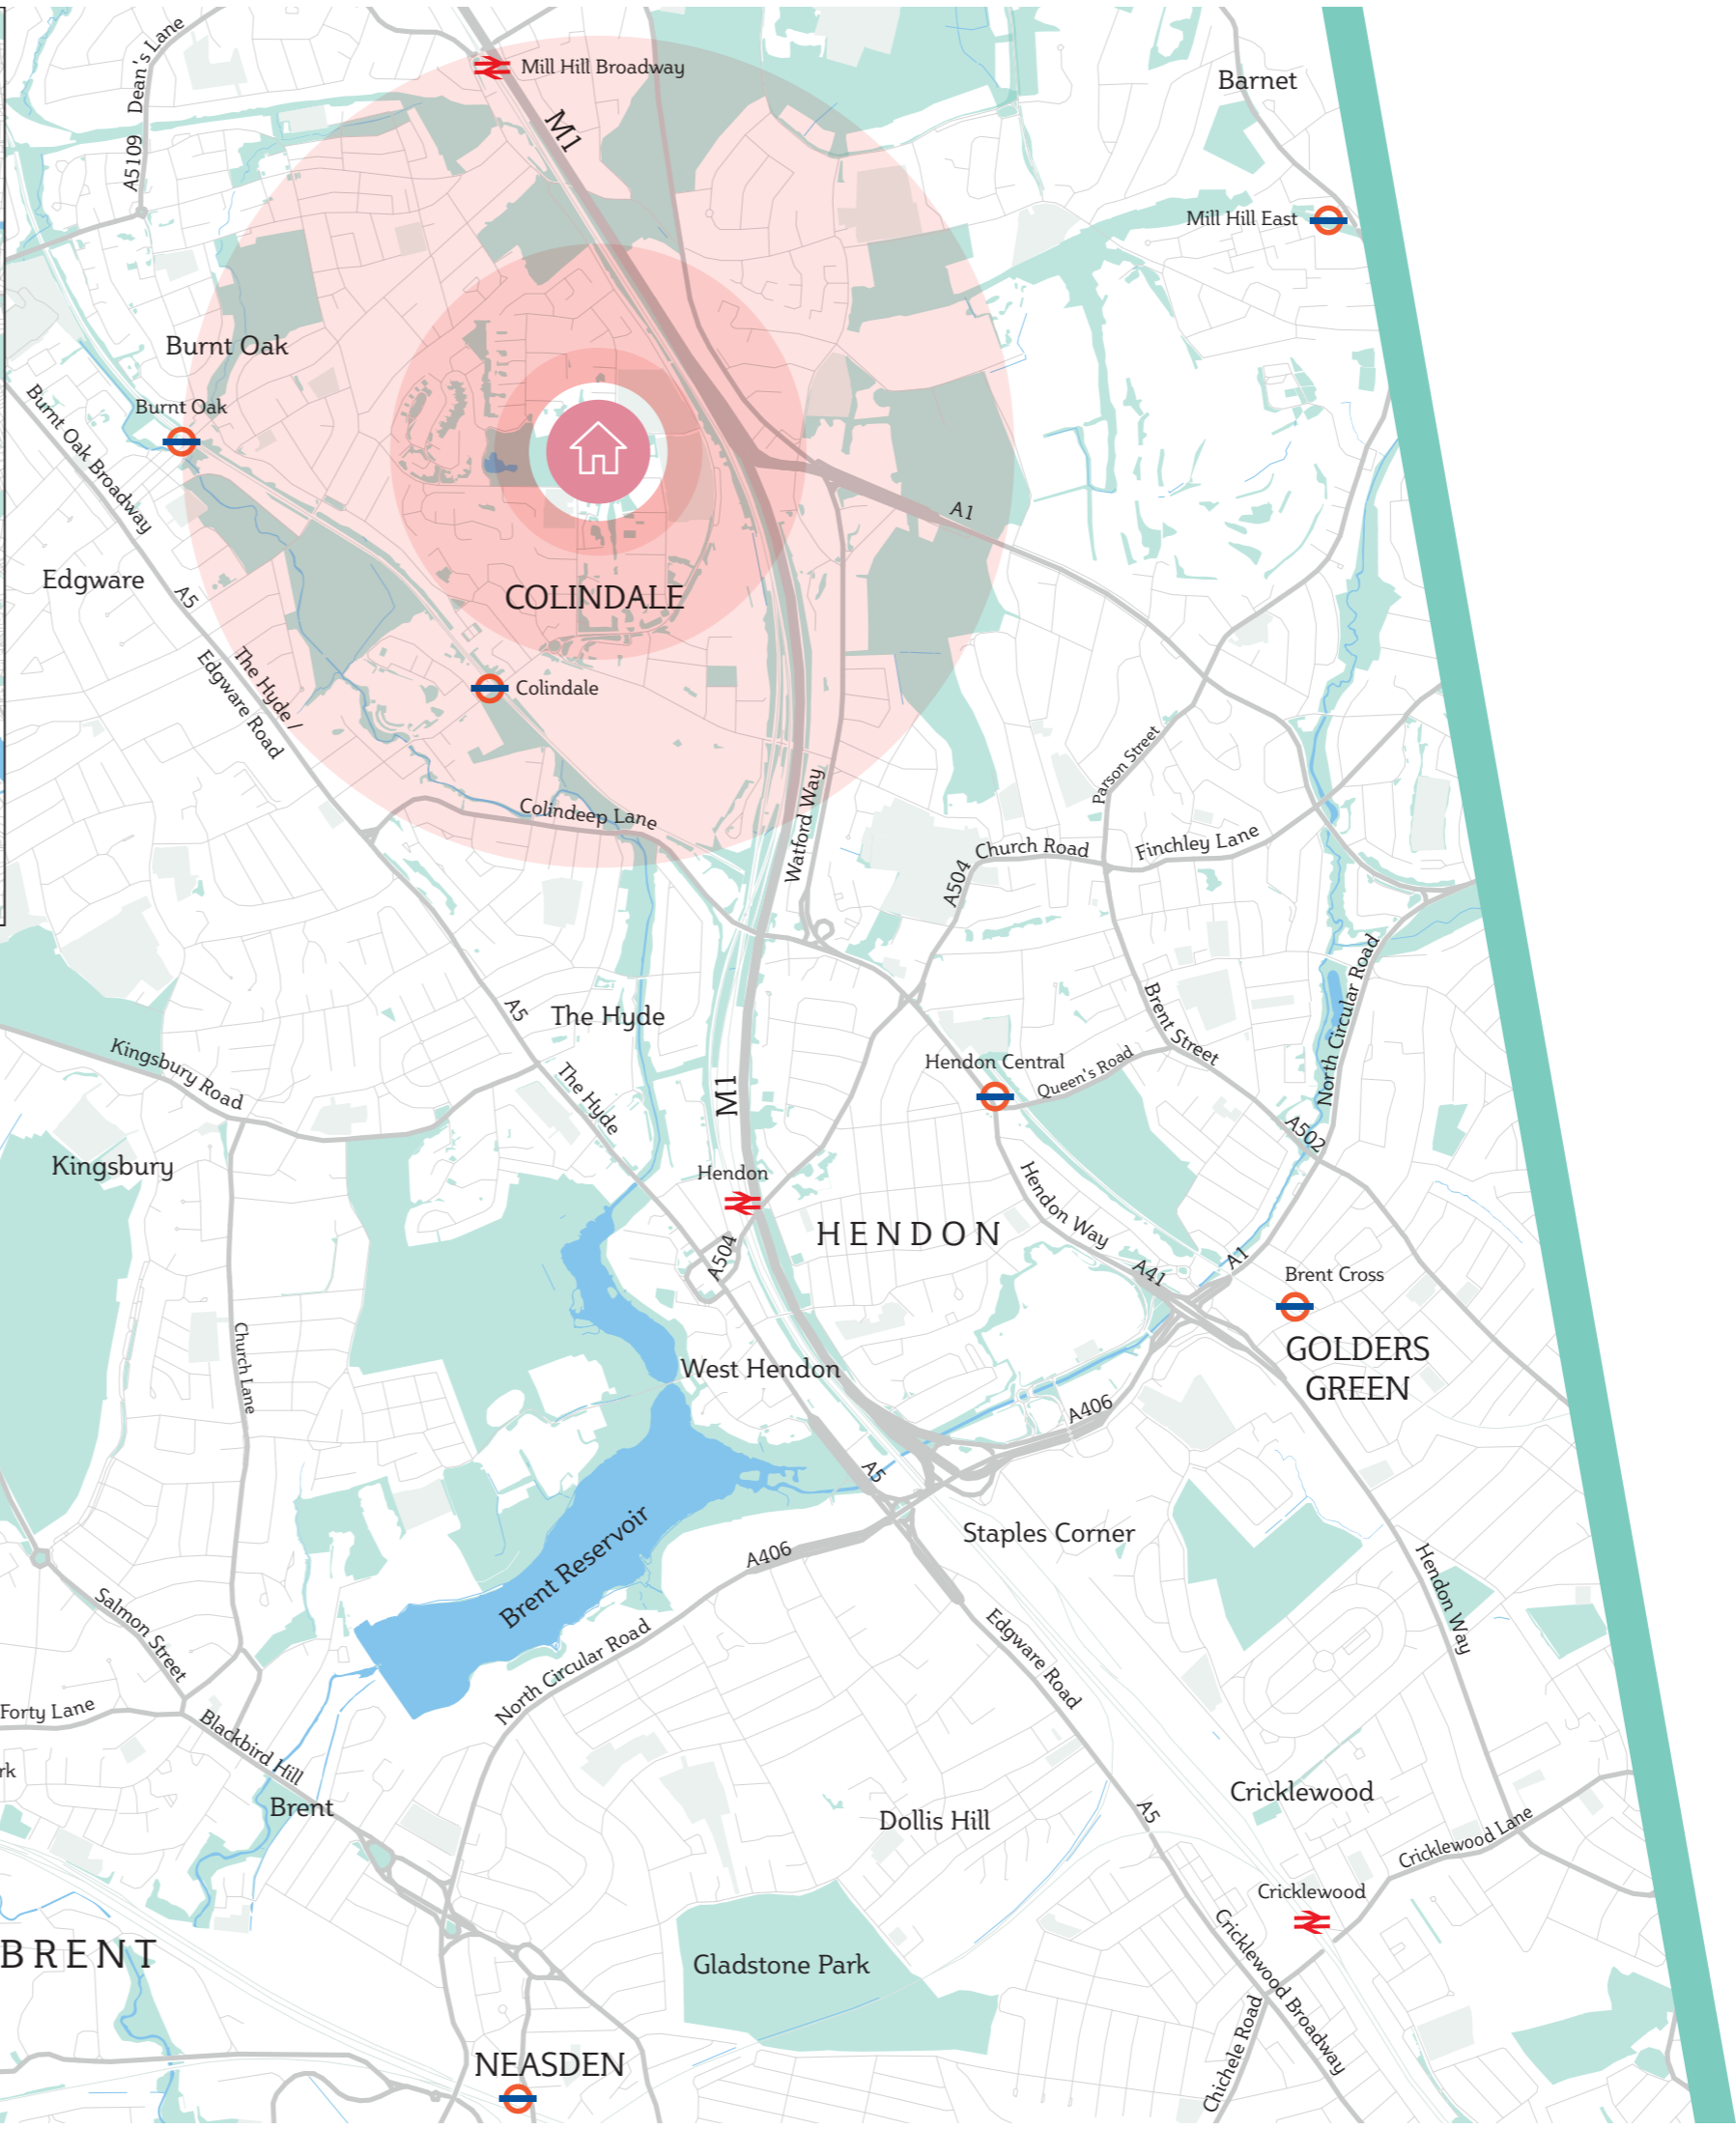 Dean's Lane
A5109
Mill Hill Broadway
M1
Barnet
Mill Hill East
Burnt Oak
Burnt Oak
Burnt Oak Broadway
A1
Edgware
A5
COLINDALE
The Hyde /
Edgware Road
Colindale
Parson Street
Colindeep Lane
Watford Way
Church Road
Finchley Lane
A504
North Circular Road
A5
The Hyde
Brent Street
Kingsbury Road
Hendon Central
Queen's Road
The Hyde
M1
A502
Kingsbury
Hendon
Hendon Way
HENDON
A504
A41
A1
Brent Cross
Church Lane
West Hendon
GOLDERS
GREEN
A406
A5
Brent Reservoir
A406
Staples Corner
Salmon Street
North Circular Road
Edgware Road
Hendon Way
Forty Lane
Blackbird Hill
rk
Brent
Cricklewood
Dollis Hill
A5
Cricklewood Lane
Cricklewood
BRENT
Gladstone Park
Cricklewood Broadway
Chichele Road
NEASDEN